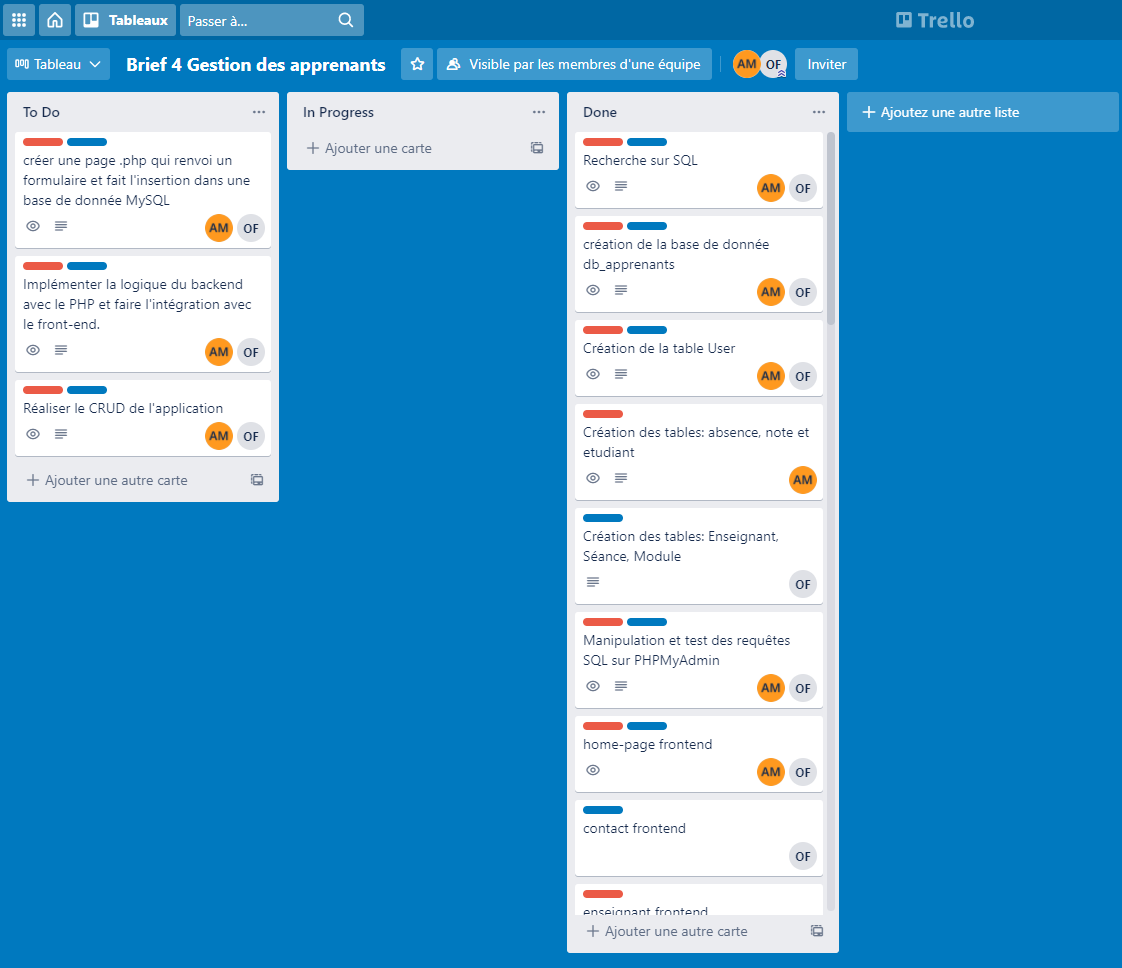 Tableaux
Passer à...
Trello
Tableau
Brief 4 Gestion des apprenants
Visible par les membres d'une équipe
AM
OF
Inviter
To Do
créer une page .php qui renvoi un
formulaire et fait l'insertion dans une
base de donnée MySQL
AM
OF
Implémenter la logique du backend
avec le PHP et faire l'intégration avec
le front-end.
AM
OF
Réaliser le CRUD de l'application
AM
OF
Ajouter une autre carte
In Progress
Ajouter une carte
Done
Recherche sur SQL
AM
OF
création de la base de donnée
db_apprenants
AM
OF
Création de la table User
AM
OF
Création des tables: absence, note et
etudiant
AM
Création des tables: Enseignant,
Séance, Module
OF
Manipulation et test des requêtes
SQL sur PHPMyAdmin
AM
OF
home-page frontend
AM
OF
contact frontend
OF
enseignant frontend
Ajouter une autre carte
Ajoutez une autre liste